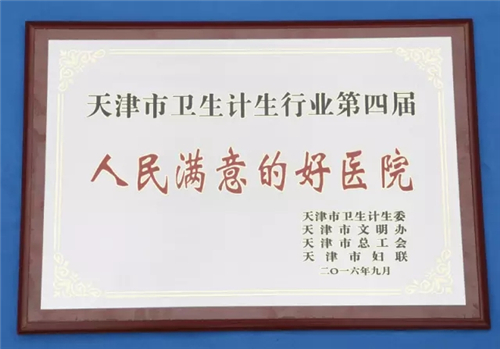 天津市卫生计生行业第四届
人民满意的好医院
天津市卫生计生委
天津市文明办
天津市总工会
天津市妇联
二〇一六年九月